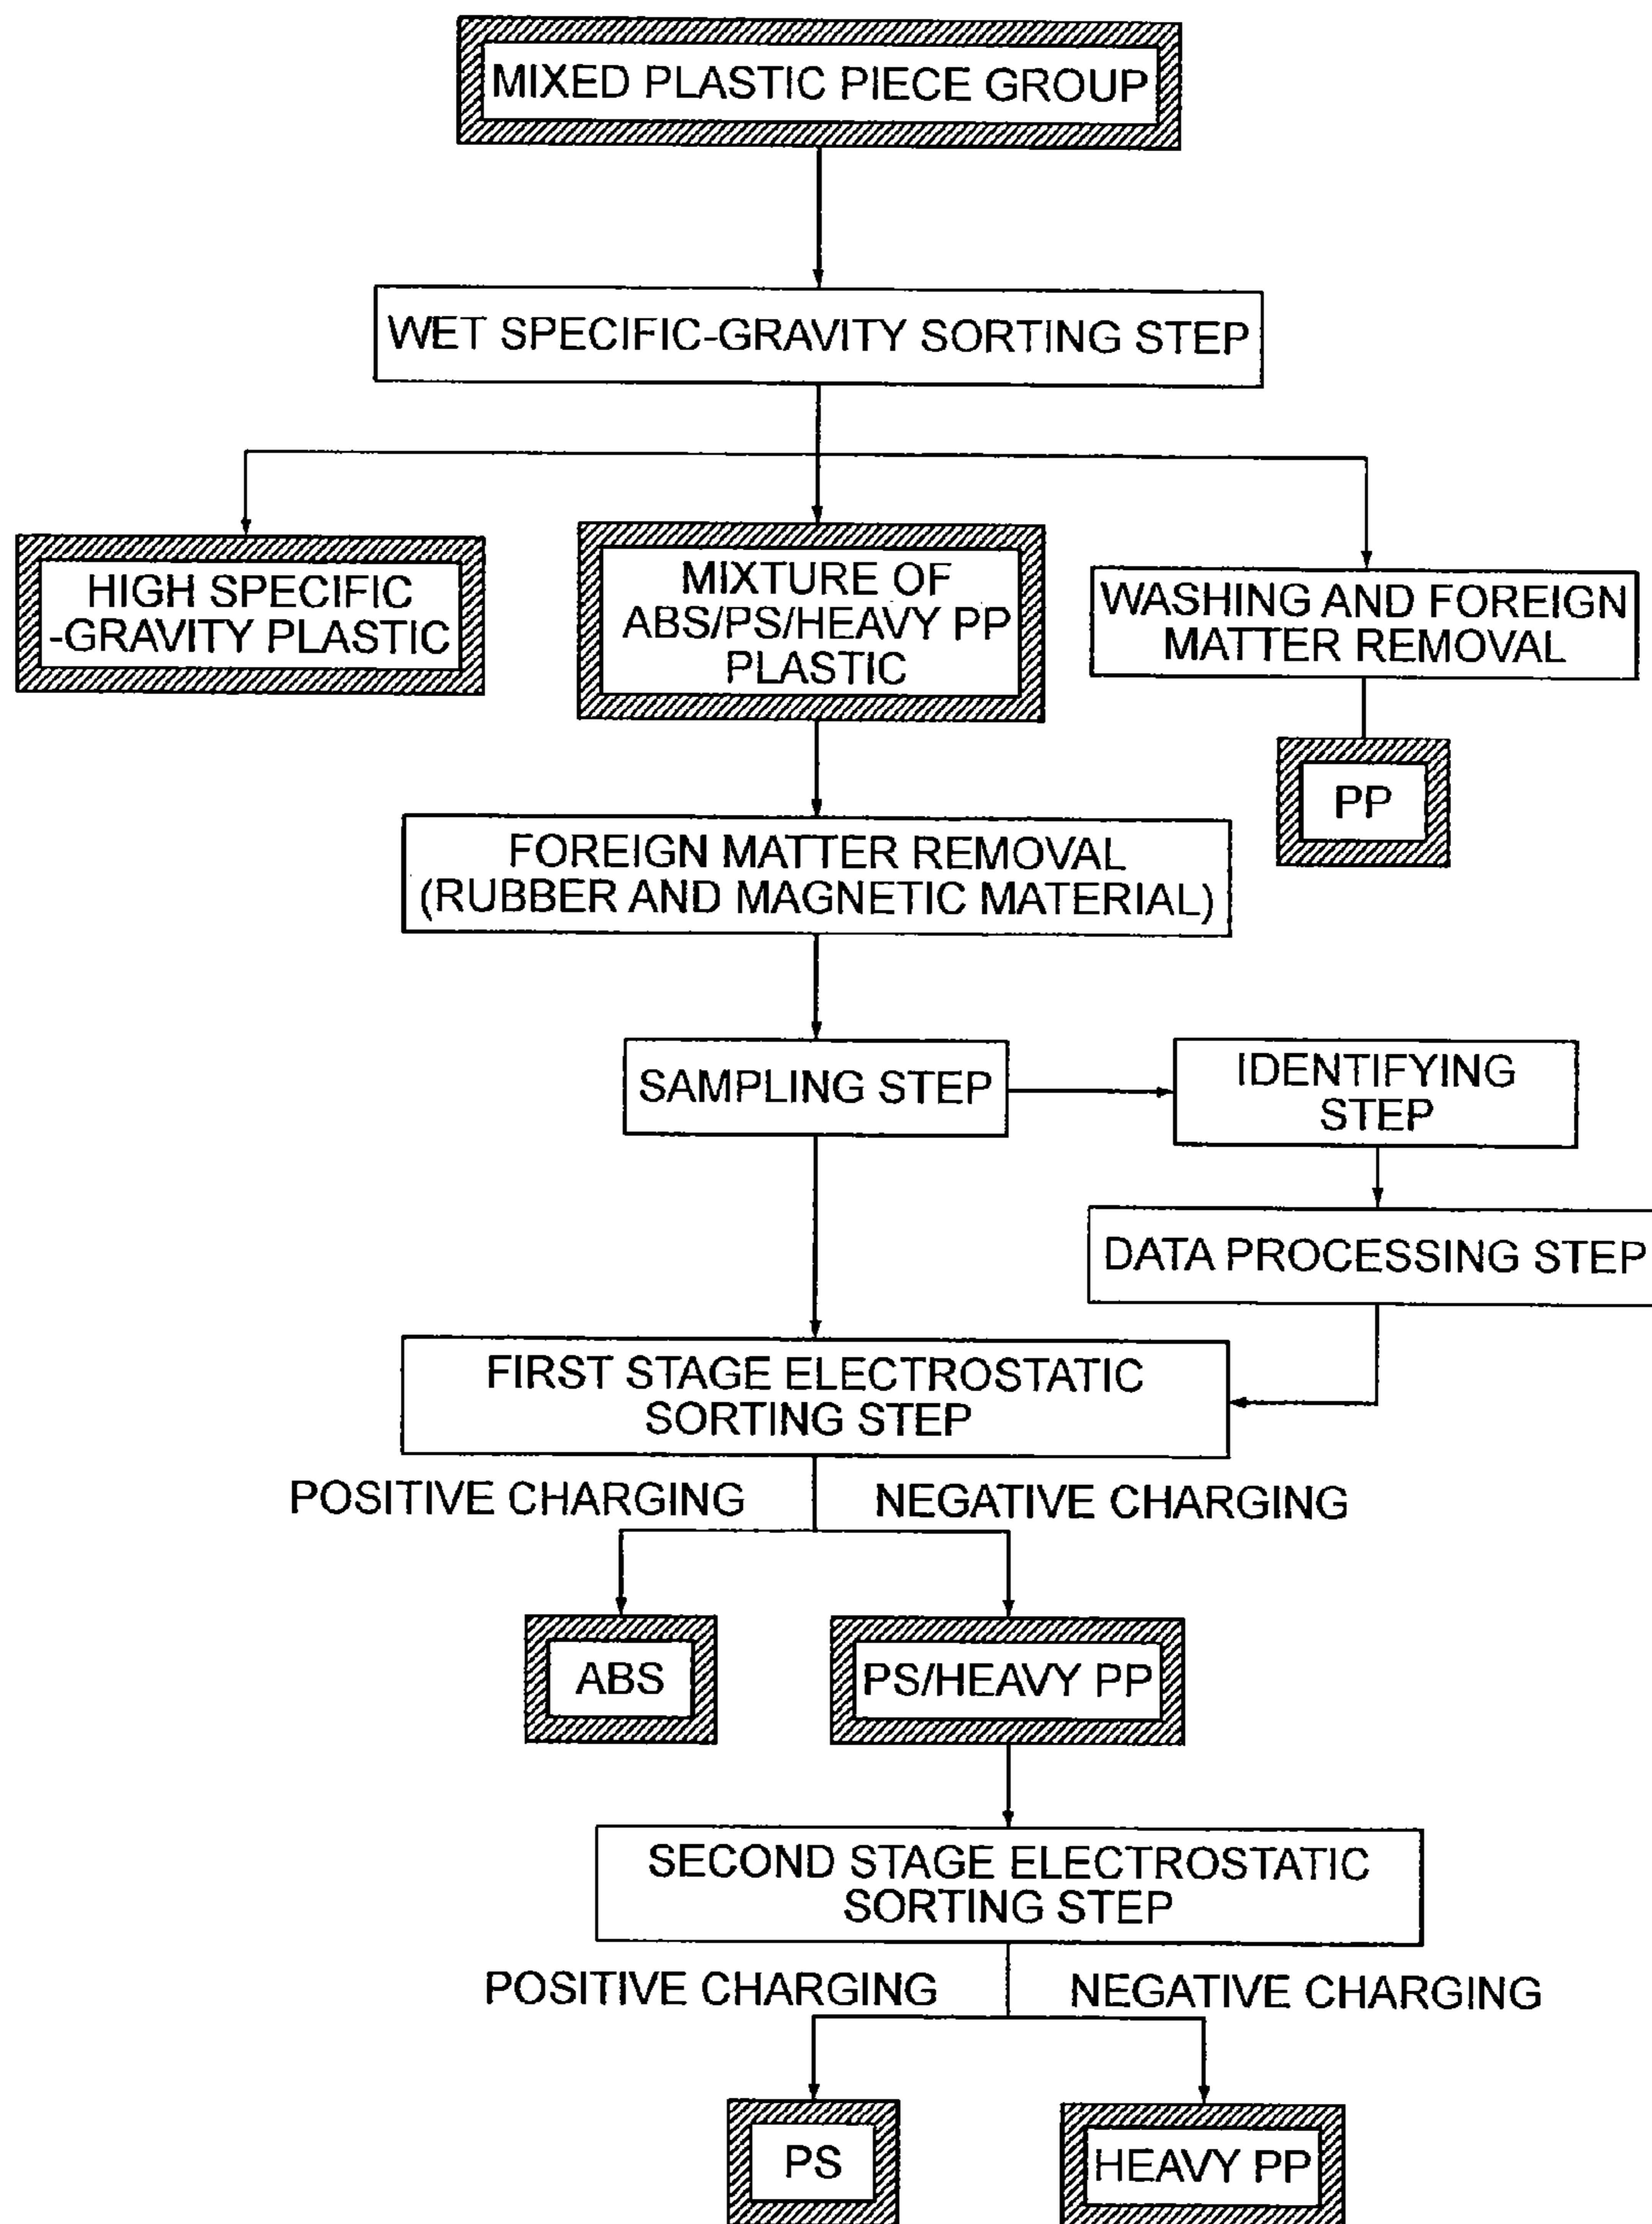 MIXED PLASTIC PIECE GROUP
WET SPECIFIC-GRAVITY SORTING STEP
HIGH SPECIFIC
-GRAVITY PLASTIC
MIXTURE OF
ABS/PS/HEAVY PP
PLASTIC
WASHING AND FOREIGN
MATTER REMOVAL
PP
FOREIGN MATTER REMOVAL
(RUBBER AND MAGNETIC MATERIAL)
SAMPLING STEP
IDENTIFYING
STEP
DATA PROCESSING STEP
FIRST STAGE ELECTROSTATIC
SORTING STEP
POSITIVE CHARGING
NEGATIVE CHARGING
ABS
PS/HEAVY PP
SECOND STAGE ELECTROSTATIC
SORTING STEP
POSITIVE CHARGING
NEGATIVE CHARGING
PS
HEAVY PP